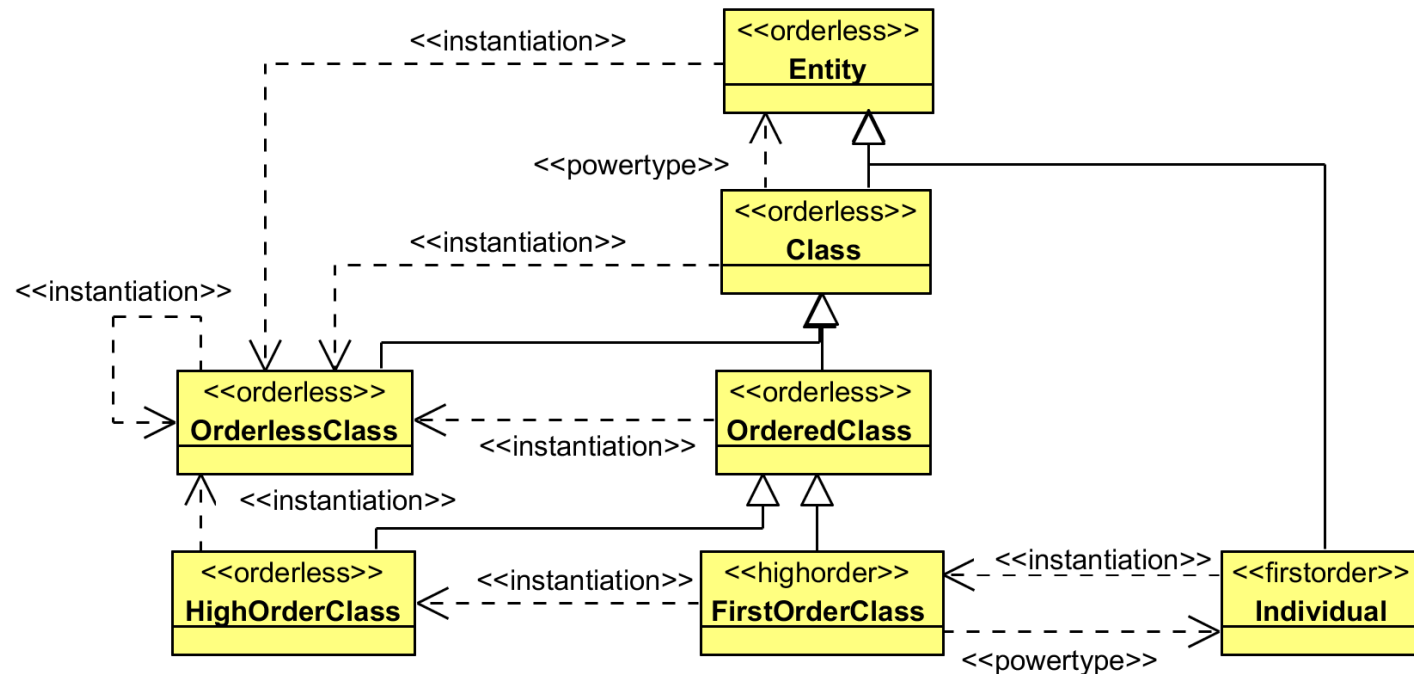 <<orderless>>
Entity
<<instantiation>>
<<powertype>>
<<orderless>>
Class
<<instantiation>>
<<instantiation>>
<<orderless>>
OrderlessClass
<<orderless>>
OrderedClass
<<instantiation>>
<<instantiation>>
<<orderless>>
HighOrderClass
<<instantiation>>
<<highorder>>
FirstOrderClass
<<instantiation>>
<<firstorder>>
Individual
<<powertype>>